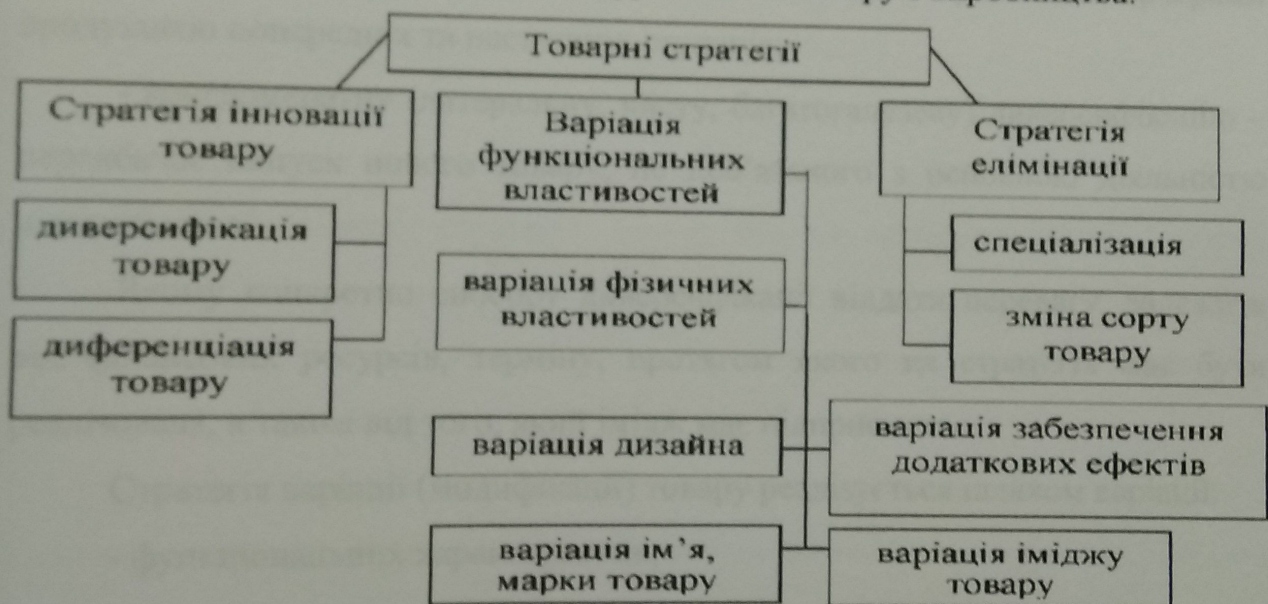 Товарні стратегії
Стратегія інновації
товару
диверсифікація
товару
диференціація
товару
Варіація
функціональних
властивостей
варіація фізичних
властивостей
варіація дизайна
варіація забезпечення
додаткових ефектів
варіація ім’я,
марки товару
варіація іміджу
товару
Стратегія
елімінації
спеціалізація
зміна сорту
товару